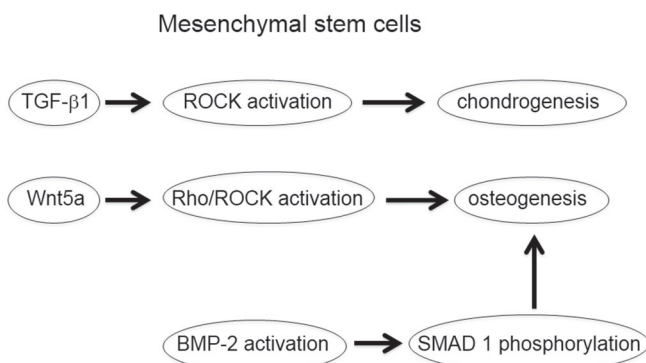 Mesenchymal stem cells
TGF-β1 ROCK activation chondrogenesis
Wnt5a Rho/ROCK activation osteogenesis
BMP-2 activation SMAD 1 phosphorylation